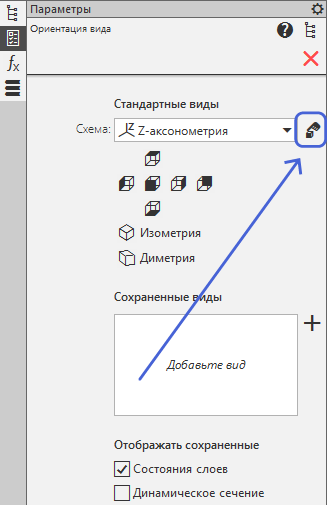 Параметры
Ориентация вида
?
fx
Стандартные виды
Схема: Z-аксонометрия
Изометрия
Диметрия
Сохраненные виды
Добавьте вид
Отображать сохраненные
Состояния слоев
Динамическое сечение